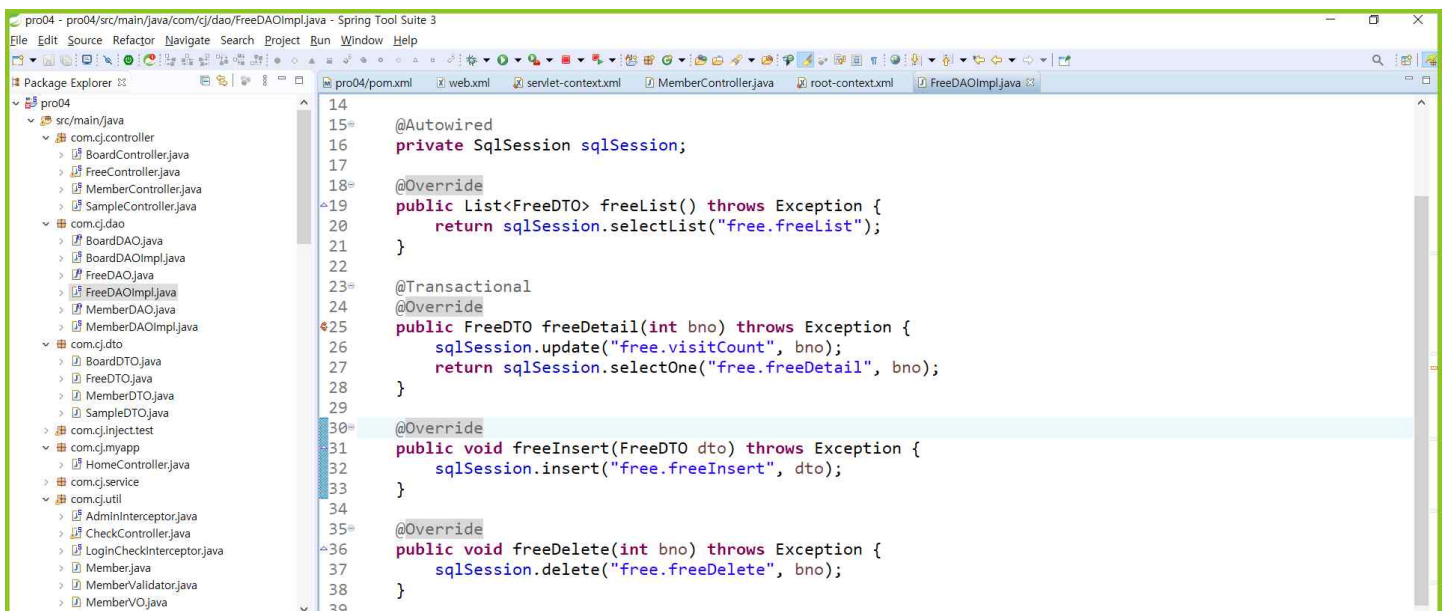 pro04 - pro04/src/main/java/com/cj/dao/FreeDAOImpl.java - Spring Tool Suite 3
File Edit Source Refactor Navigate Search Project Run Window Help
Package Explorer
pro04/pom.xml web.xml servlet-context.xml MemberController.java root-context.xml FreeDAOImpl.java
pro04
src/main/java
com.cj.controller
BoardController.java
FreeController.java
MemberController.java
SampleController.java
com.cj.dao
BoardDAO.java
BoardDAOImpl.java
FreeDAO.java
FreeDAOImpl.java
MemberDAO.java
MemberDAOImpl.java
com.cj.dto
BoardDTO.java
FreeDTO.java
MemberDTO.java
SampleDTO.java
com.cj.inject.test
com.cj.myapp
HomeController.java
com.cj.service
com.cj.util
AdminInterceptor.java
CheckController.java
LoginCheckInterceptor.java
Member.java
MemberValidator.java
MemberVO.java
14
15 @Autowired
16 private SqlSession sqlSession;
17
18 @Override
19 public List<FreeDTO> freeList() throws Exception {
20 return sqlSession.selectList("free.freeList");
21 }
22
23 @Transactional
24 @Override
25 public FreeDTO freeDetail(int bno) throws Exception {
26 sqlSession.update("free.visitCount", bno);
27 return sqlSession.selectOne("free.freeDetail", bno);
28 }
29
30 @Override
31 public void freeInsert(FreeDTO dto) throws Exception {
32 sqlSession.insert("free.freeInsert", dto);
33 }
34
35 @Override
36 public void freeDelete(int bno) throws Exception {
37 sqlSession.delete("free.freeDelete", bno);
38 }
39